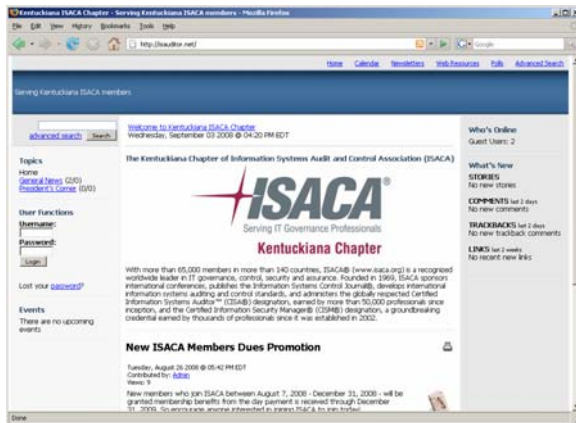 Kentuckiana ISACA Chapter - Serving Kentuckiana ISACA members - Mozilla Firefox
File Edit View History Bookmarks Tools Help
http://isauditor.net/
Google
Home Calendar Newsletters Web Resources Polls Advanced Search
Serving Kentuckiana ISACA members
advanced search Search
Topics
Home
General News (2/0)
President's Corner (0/0)
User Functions
Username:
Password:
Login
Lost your password?
Events
There are no upcoming
events
Welcome to Kentuckiana ISACA Chapter
Wednesday, September 03 2008 @ 04:20 PM EDT
The Kentuckiana Chapter of Information Systems Audit and Control Association (ISACA)
ISACA®
Serving IT Governance Professionals
Kentuckiana Chapter
With more than 65,000 members in more than 140 countries, ISACA® (www.isaca.org) is a recognized
worldwide leader in IT governance, control, security and assurance. Founded in 1969, ISACA sponsors
international conferences, publishes the Information Systems Control Journal®, develops international
information systems auditing and control standards, and administers the globally respected Certified
Information Systems Auditor™ (CISA®) designation, earned by more than 50,000 professionals since
inception, and the Certified Information Security Manager® (CISM®) designation, a groundbreaking
credential earned by thousands of professionals since it was established in 2002.
New ISACA Members Dues Promotion
Tuesday, August 26 2008 @ 05:42 PM EDT
Contributed by: Admin
Views: 9
New members who join ISACA between August 7, 2008 - December 31, 2008 - will be
granted membership benefits from the day payment is received through December
31, 2009. So encourage anyone interested in joining ISACA to join today!
Who's Online
Guest Users: 2
What's New
STORIES
No new stories
COMMENTS last 2 days
No new comments
TRACKBACKS last 2 days
No new trackback comments
LINKS last 2 weeks
No recent new links
Done